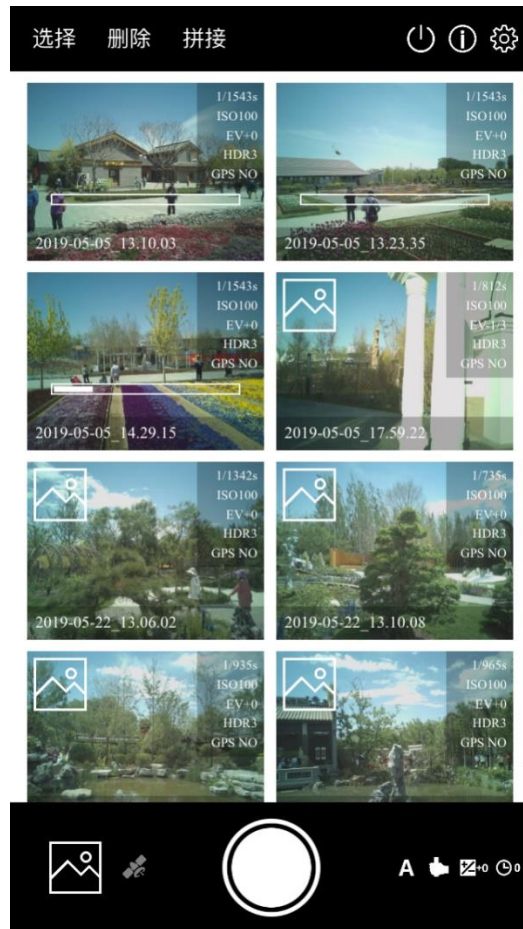 选择 删除 拼接
1/1543s
ISO100
EV+0
HDR3
GPS NO
2019-05-05_13.10.03
1/1543s
ISO100
EV+0
HDR3
GPS NO
2019-05-05_13.23.35
1/1543s
ISO100
EV+0
HDR3
GPS NO
2019-05-05_14.29.15
1/812s
ISO100
EV-1/3
HDR3
GPS NO
2019-05-05_17.59.22
1/1342s
ISO100
EV+0
HDR3
GPS NO
2019-05-22_13.06.02
1/735s
ISO100
EV+0
HDR3
GPS NO
2019-05-22_13.10.08
1/935s
ISO100
EV+0
HDR3
GPS NO
1/965s
ISO100
EV+0
HDR3
GPS NO
A +0 0